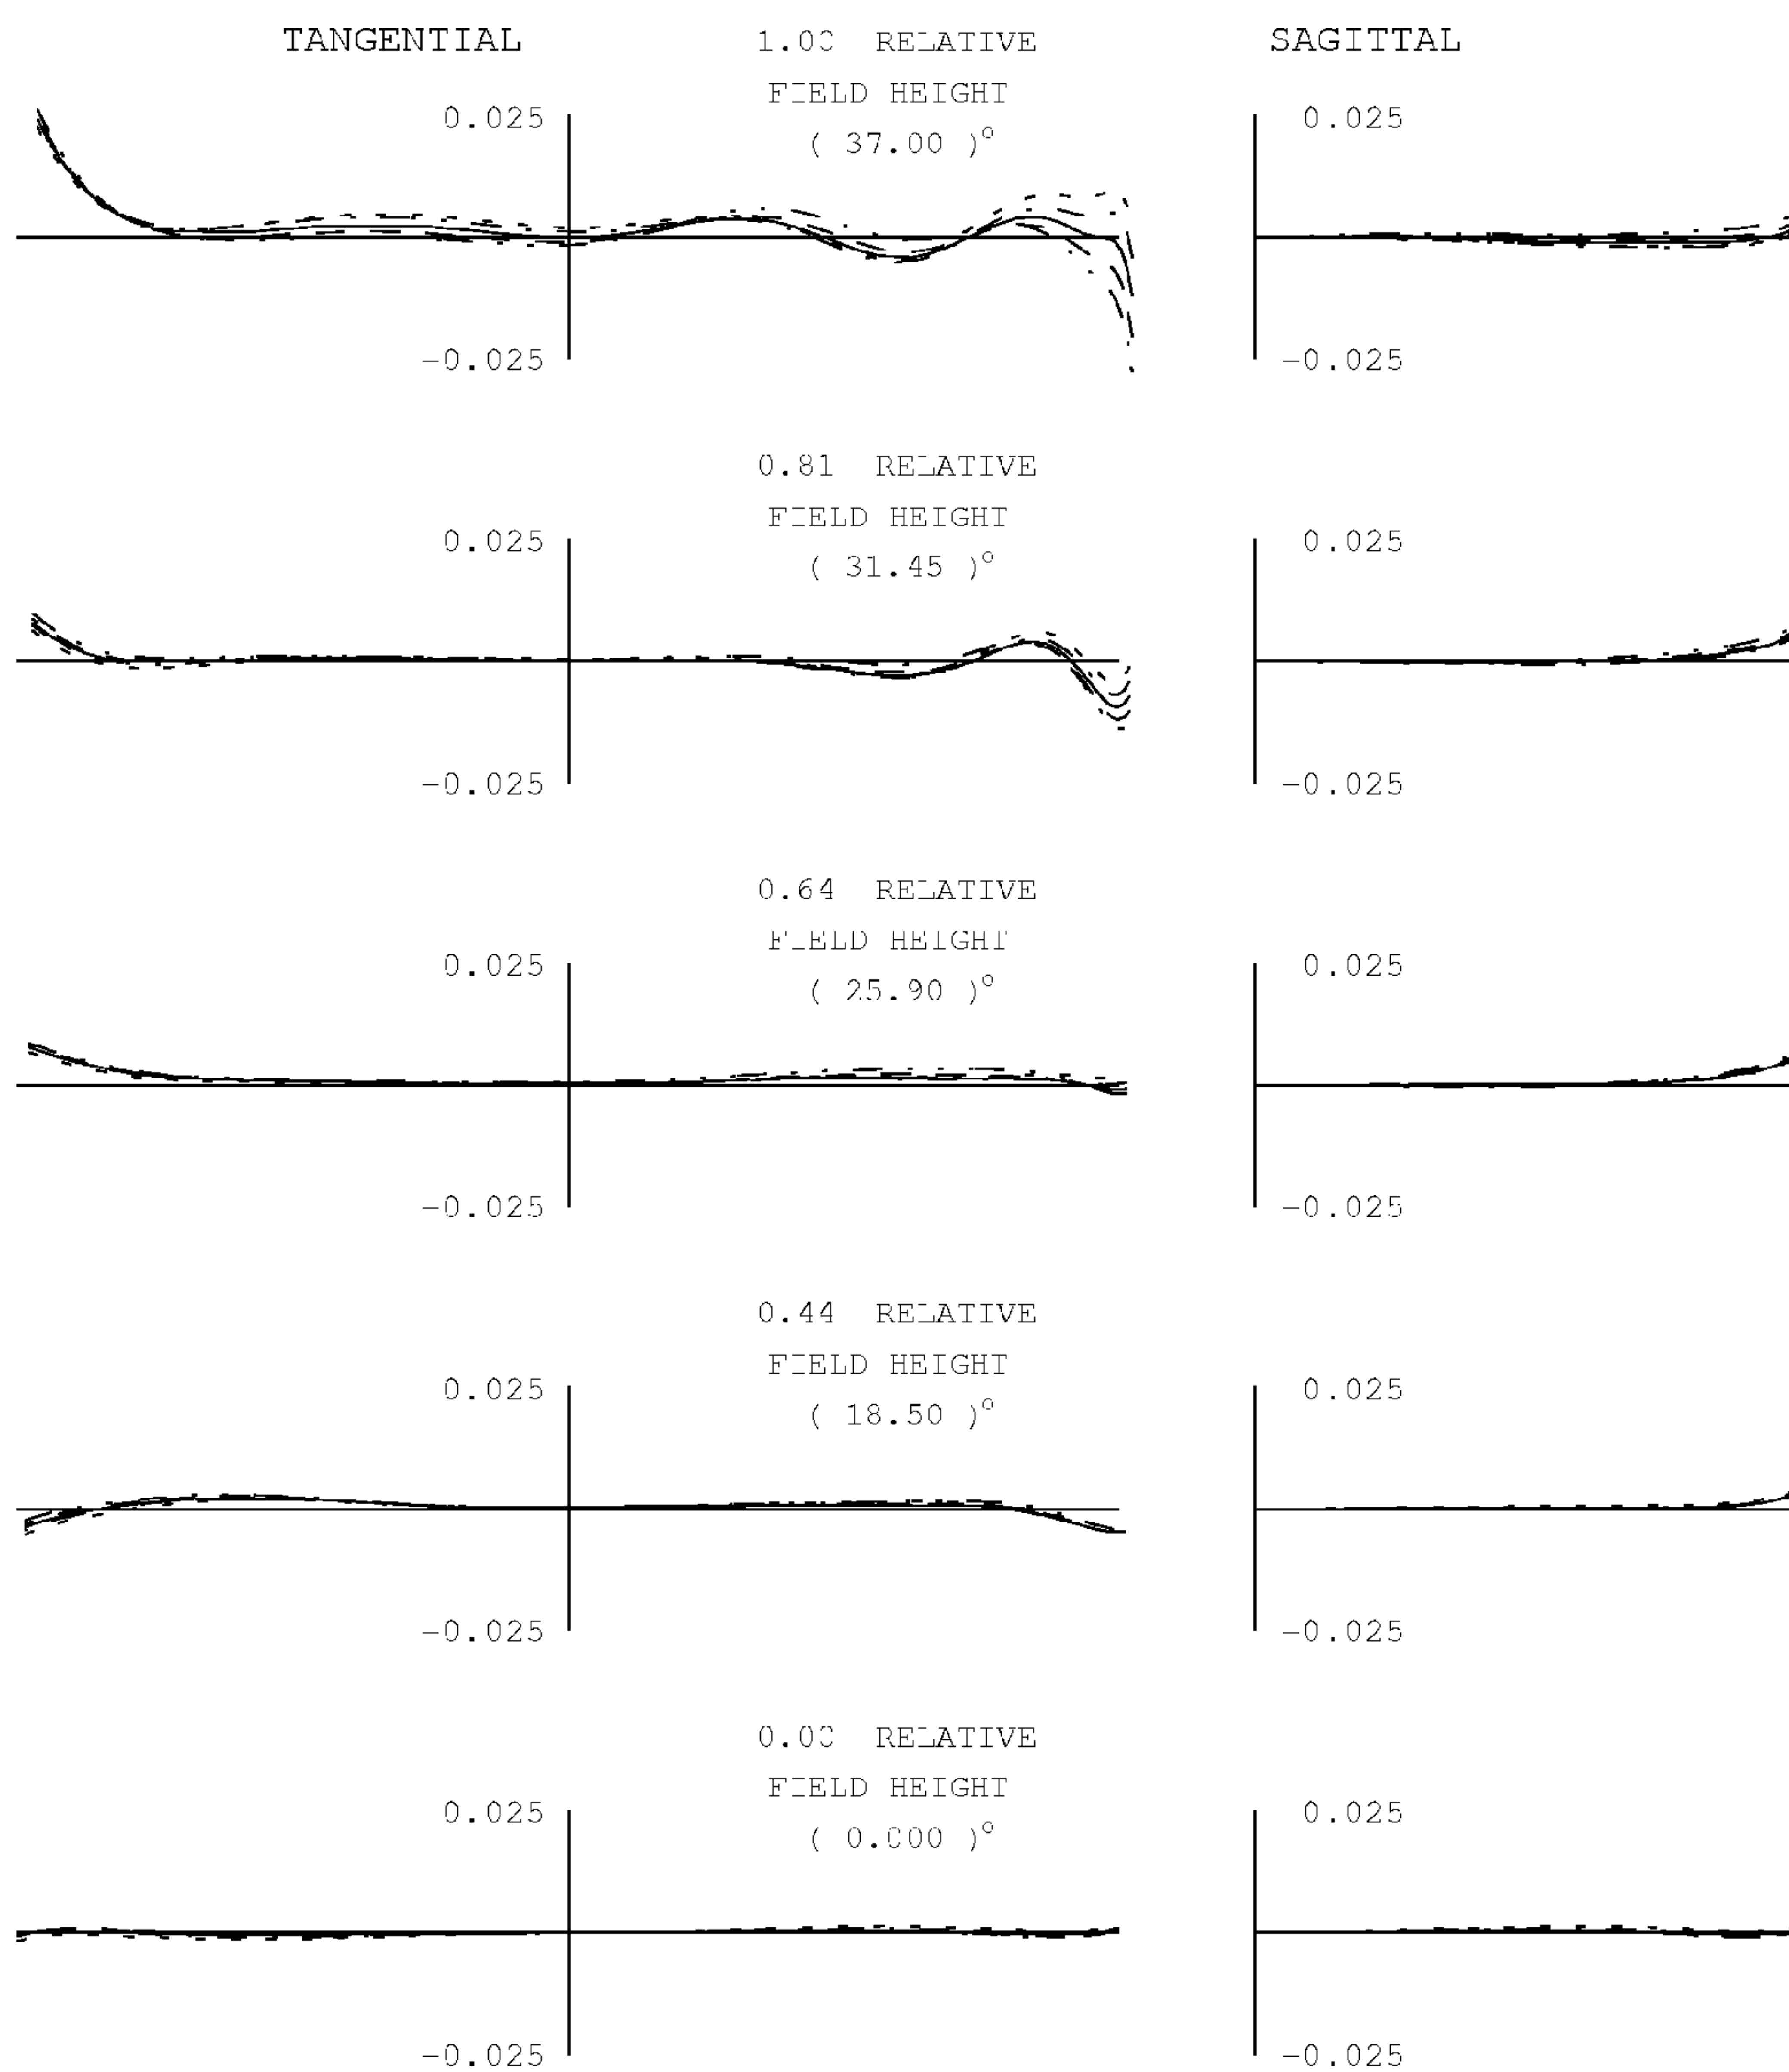 TANGENTIAL 1.00 RELATIVE SAGITTAL
FIELD HEIGHT
0.025 ( 37.00 )° 0.025
-0.025 -0.025
0.81 RELATIVE
FIELD HEIGHT
0.025 ( 31.45 )° 0.025
-0.025 -0.025
0.64 RELATIVE
FIELD HEIGHT
0.025 ( 25.90 )° 0.025
-0.025 -0.025
0.44 RELATIVE
FIELD HEIGHT
0.025 ( 18.50 )° 0.025
-0.025 -0.025
0.00 RELATIVE
FIELD HEIGHT
0.025 ( 0.000 )° 0.025
-0.025 -0.025